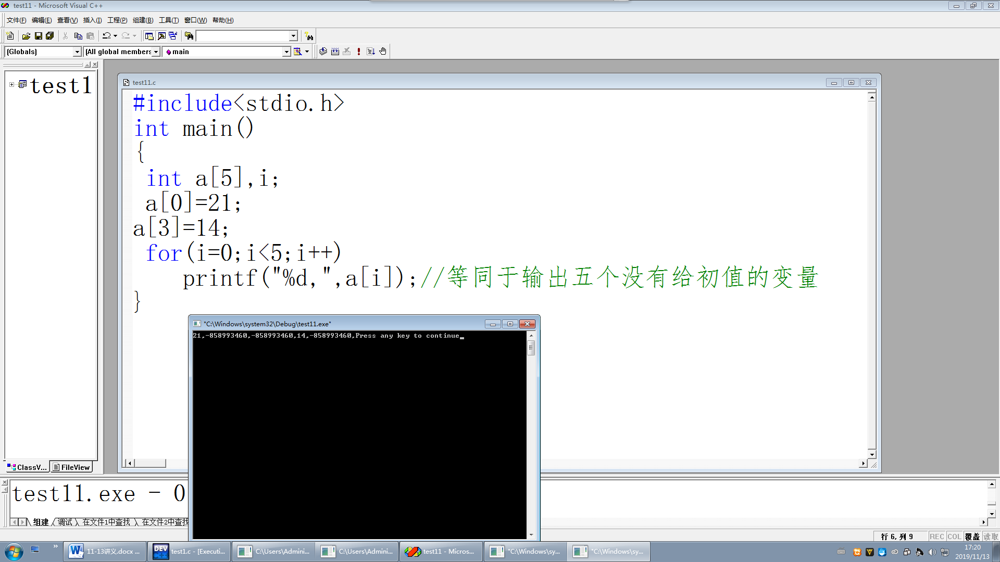 test11 - Microsoft Visual C++
文件(F) 编辑(E) 查看(V) 插入(I) 工程(P) 组建(B) 工具(T) 窗口(W) 帮助(H)
(Globals) (All global members main
test1
test11.c
#include<stdio.h>
int main()
{
int a[5],i;
a[0]=21;
a[3]=14;
for(i=0;i<5;i++)
printf("%d,",a[i]);//等同于输出五个没有给初值的变量
}
"C:\Windows\system32\Debug\test11.exe"
21,-858993460,-858993460,14,-858993460,Press any key to continue
ClassV... FileView
test11.exe - 0
组建 调试 在文件1中查找 在文件2中查找
行 6, 列 9 REC COL 覆盖 读取
11-13讲义.docx ... test1.c - [Executi... C:\Users\Admini... C:\Users\Admini... test11 - Micros... "C:\Windows\sy... "C:\Windows\sy...
17:20
2019/11/13